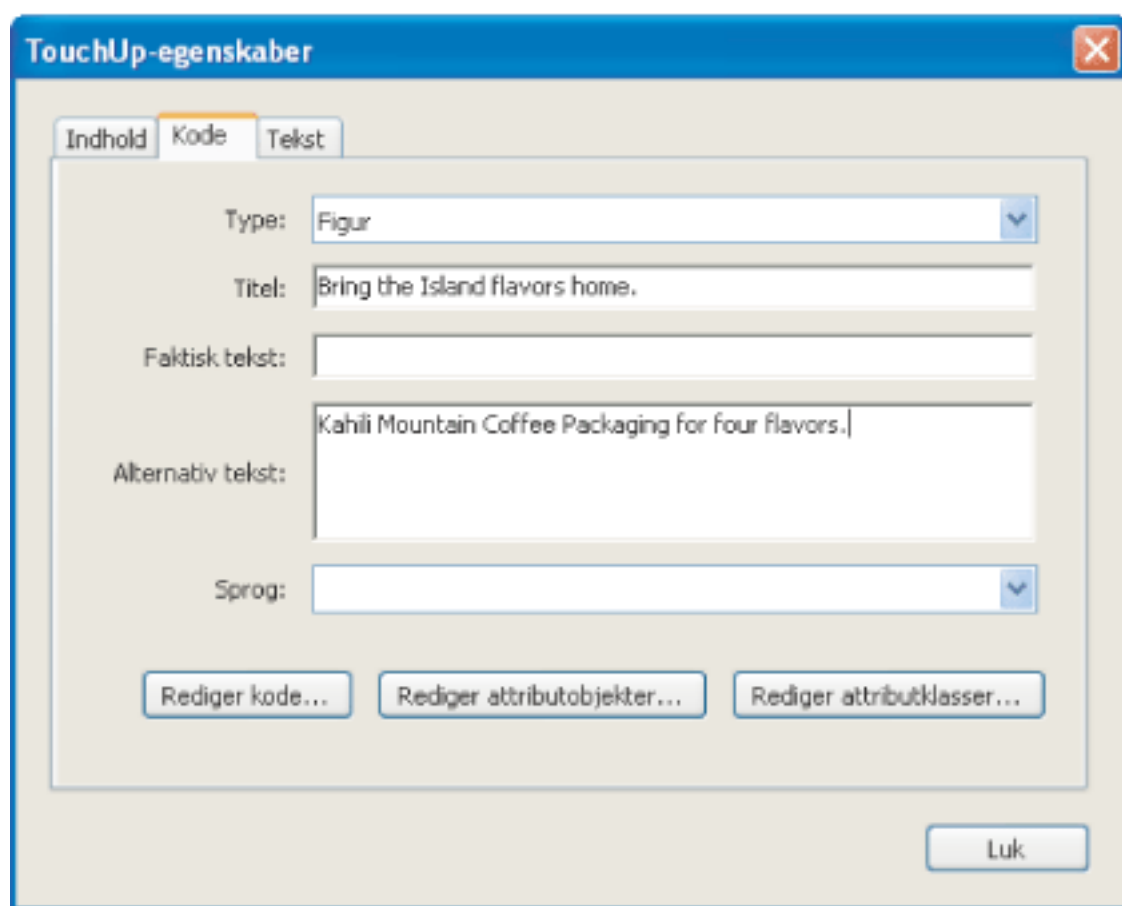 TouchUp-egenskaber
Indhold Kode Tekst
Type: Figur
Titel: Bring the Island flavors home.
Faktisk tekst:
Kahili Mountain Coffee Packaging for four flavors.
Alternativ tekst:
Sprog:
Rediger kode... Rediger attributobjekter... Rediger attributklasser...
Luk